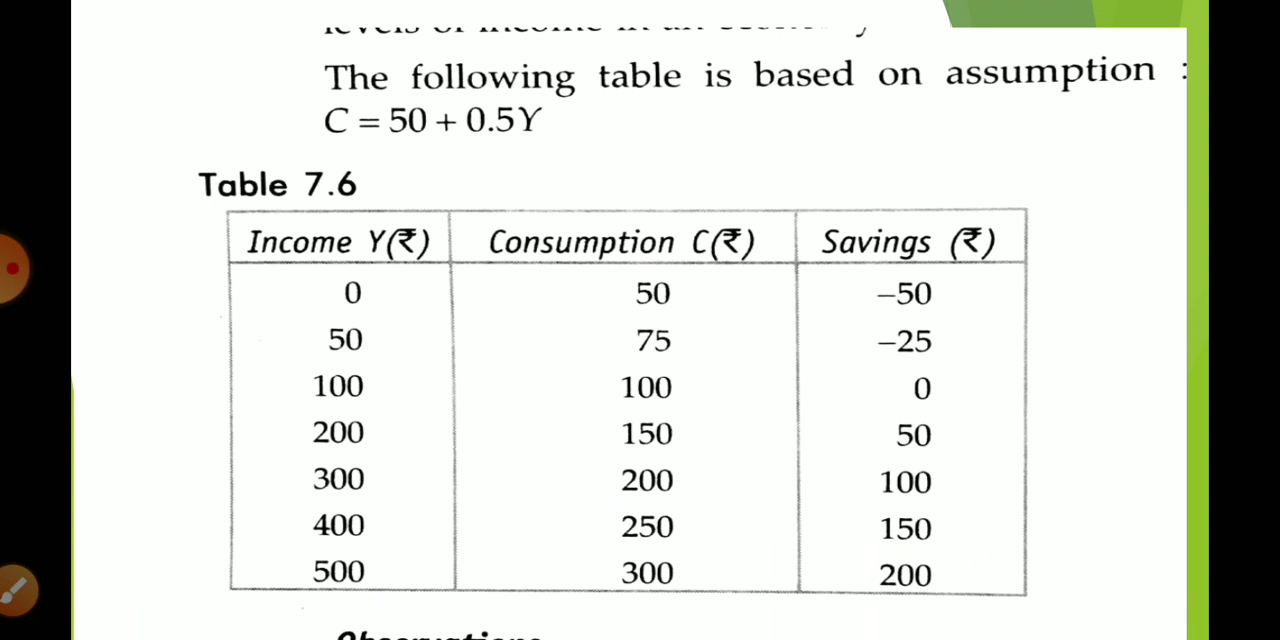 The following table is based on assumption :
C = 50 + 0.5Y
Table 7.6
Income Y(₹) Consumption C(₹) Savings (₹)
0 50 –50
50 75 –25
100 100 0
200 150 50
300 200 100
400 250 150
500 300 200